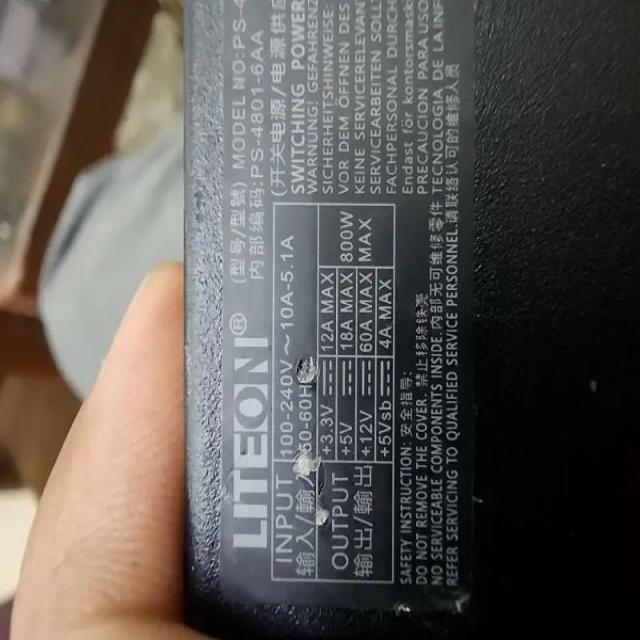 LITEON®
(型号/型號) MODEL NO:PS-4
内部编码:PS-4801-6AA
INPUT 100-240V~10A-5.1A
输入/輸入 50-60H
OUTPUT +3.3V 12A MAX 800W MAX
输出/輸出 +5V 18A MAX
+12V 60A MAX
+5Vsb 4A MAX
(开关电源/电源供
SWITCHING POWER
WARNING! GEFAHREN
SICHERHEITSHINWEISE:
VOR DEM ÖFFNEN DES
KEINE SERVICERELEVAN
SERVICEARBEITEN SOLL
PERSONAL DURCH
Endast för koncensmatn
PRECAUCION PARA USO
TECNOLOGIA DE LA INF
SAFETY INSTRUCTION 安全指导:
DO NOT REMOVE THE COVER. 禁止移除铁壳
NO SERVICEABLE COMPONENTS INSIDE. 内部无可维修零件
REFER SERVICING TO QUALIFIED SERVICE PERSONNEL. 请联络认可的维修人员